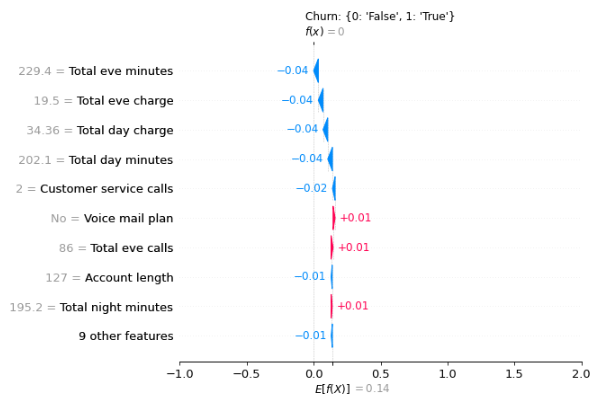 Churn: {0: 'False', 1: 'True'}
f(x) = 0
229.4 = Total eve minutes −0.04
19.5 = Total eve charge −0.04
34.36 = Total day charge −0.04
202.1 = Total day minutes −0.04
2 = Customer service calls −0.02
No = Voice mail plan +0.01
86 = Total eve calls +0.01
127 = Account length −0.01
195.2 = Total night minutes +0.01
9 other features −0.01
−1.0 −0.5 0.0 0.5 1.0 1.5 2.0
E[f(X)] = 0.14